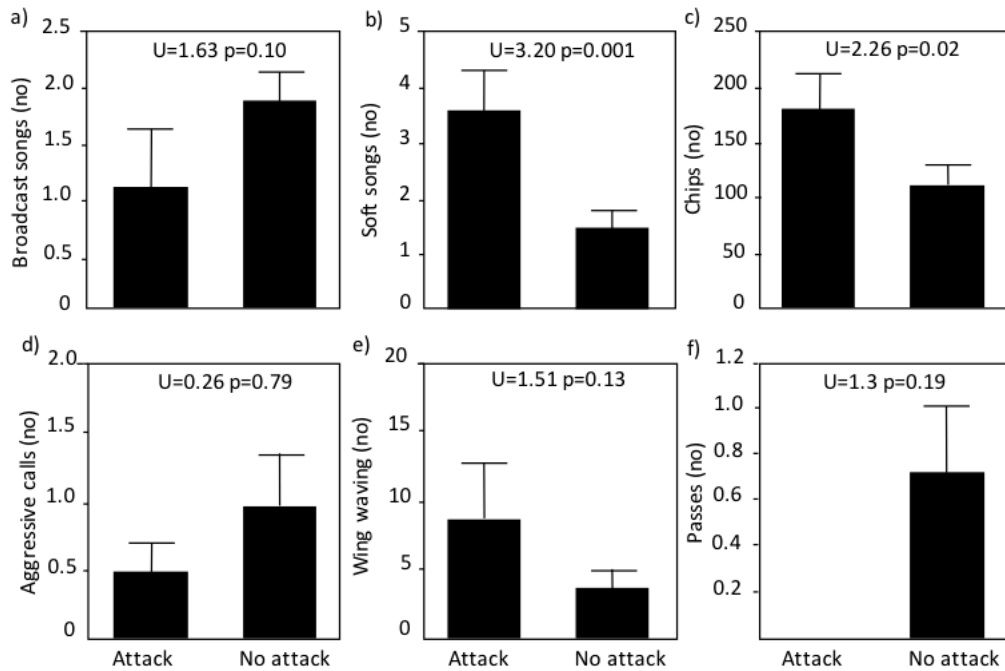 a)
U=1.63 p=0.10
Broadcast songs (no)
2.5
2.0
1.5
1.0
0.5
0
b)
U=3.20 p=0.001
Soft songs (no)
5
4
3
2
1
0
c)
U=2.26 p=0.02
Chips (no)
250
200
150
100
50
0
d)
U=0.26 p=0.79
Aggressive calls (no)
2.0
1.5
1.0
0.5
0
Attack No attack
e)
U=1.51 p=0.13
Wing waving (no)
20
15
10
5
0
Attack No attack
f)
U=1.3 p=0.19
Passes (no)
1.2
1.0
0.8
0.6
0.4
0.2
Attack No attack